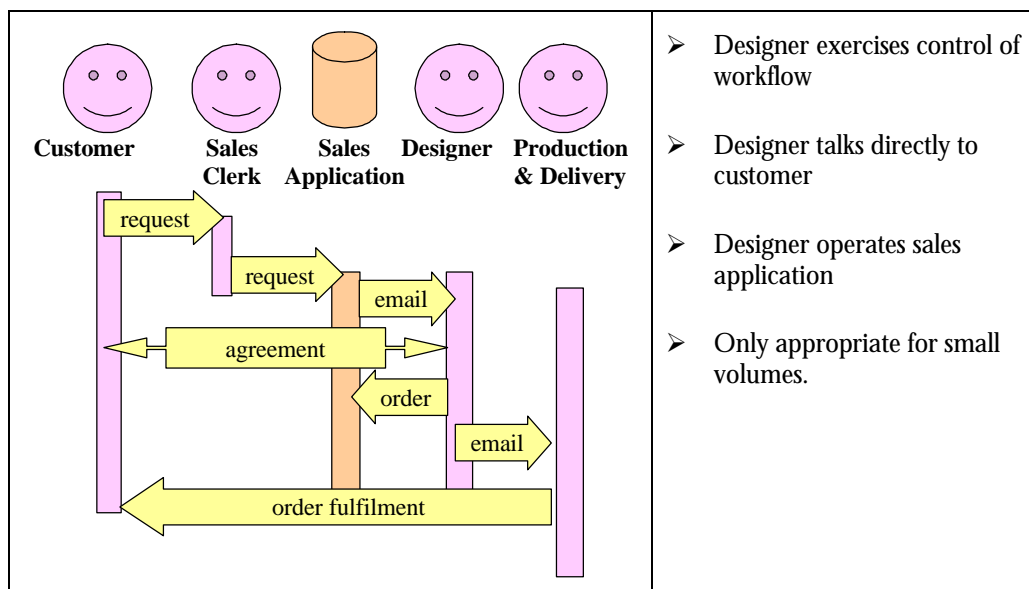 Customer
Sales
Clerk
Sales
Application
Designer
Production
& Delivery
request
request
email
agreement
order
email
order fulfilment
➢ Designer exercises control of
workflow
➢ Designer talks directly to
customer
➢ Designer operates sales
application
➢ Only appropriate for small
volumes.